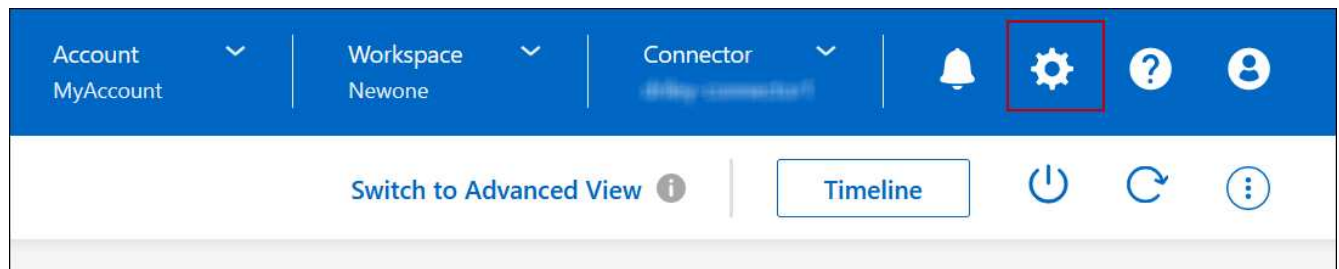 Account
MyAccount
Workspace
Newone
Connector
Switch to Advanced View
Timeline